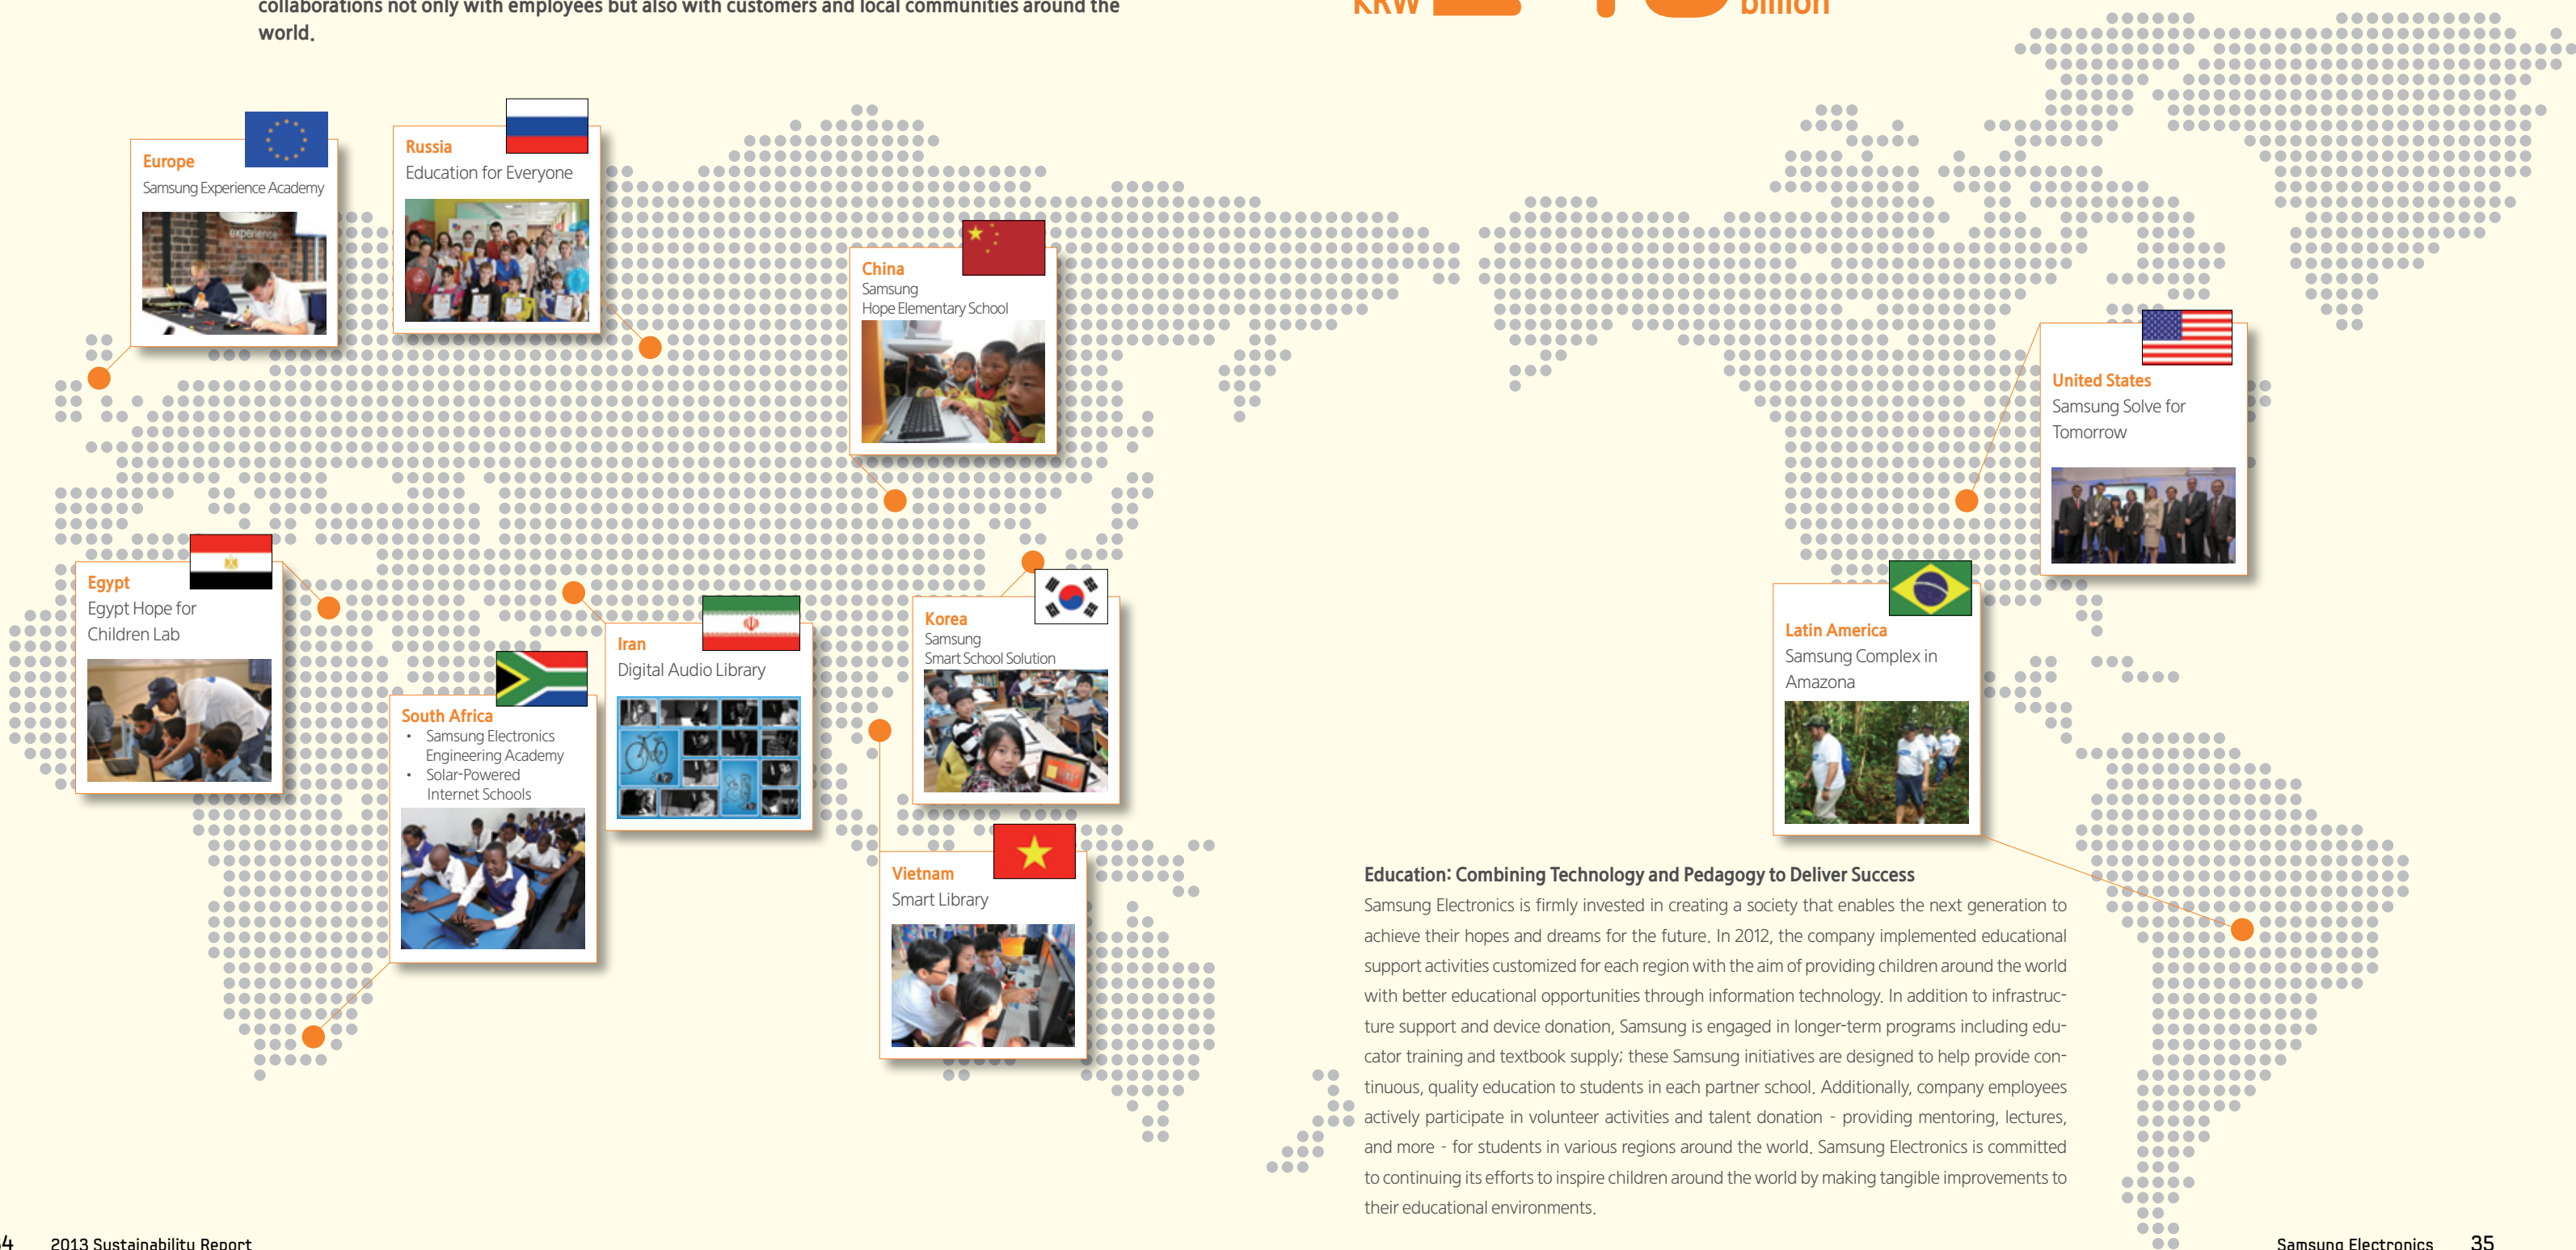 collaborations not only with employees but also with customers and local communities around the
world.
KRW
billion
Europe
Samsung Experience Academy
experience
Russia
Education for Everyone
China
Samsung
Hope Elementary School
United States
Samsung Solve for
Tomorrow
Egypt
Egypt Hope for
Children Lab
South Africa
• Samsung Electronics
Engineering Academy
• Solar-Powered
Internet Schools
Iran
Digital Audio Library
Korea
Samsung
Smart School Solution
Vietnam
Smart Library
Latin America
Samsung Complex in
Amazona
Education: Combining Technology and Pedagogy to Deliver Success
Samsung Electronics is firmly invested in creating a society that enables the next generation to
achieve their hopes and dreams for the future. In 2012, the company implemented educational
support activities customized for each region with the aim of providing children around the world
with better educational opportunities through information technology. In addition to infrastruc-
ture support and device donation, Samsung is engaged in longer-term programs including edu-
cator training and textbook supply; these Samsung initiatives are designed to help provide con-
tinuous, quality education to students in each partner school. Additionally, company employees
actively participate in volunteer activities and talent donation - providing mentoring, lectures,
and more - for students in various regions around the world. Samsung Electronics is committed
to continuing its efforts to inspire children around the world by making tangible improvements to
their educational environments.
4 2013 Sustainability Report
Samsung Electronics 35